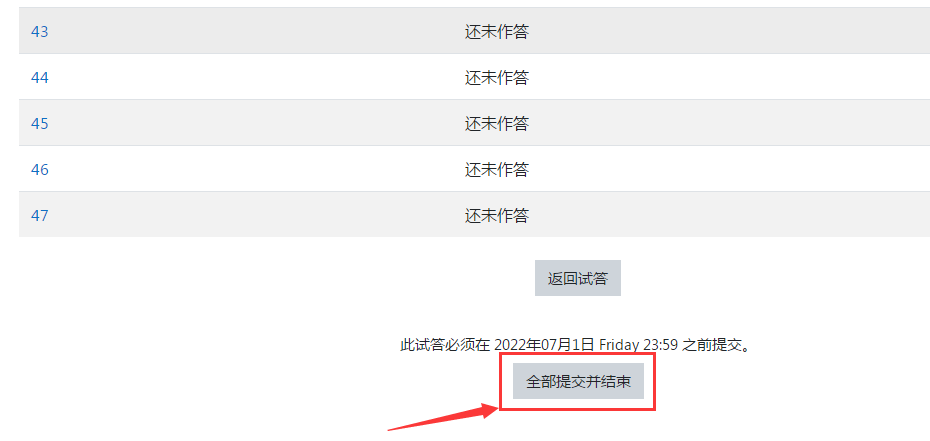 43 还未作答
44 还未作答
45 还未作答
46 还未作答
47 还未作答
返回试答
此试答必须在 2022年07月1日 Friday 23:59 之前提交。
全部提交并结束